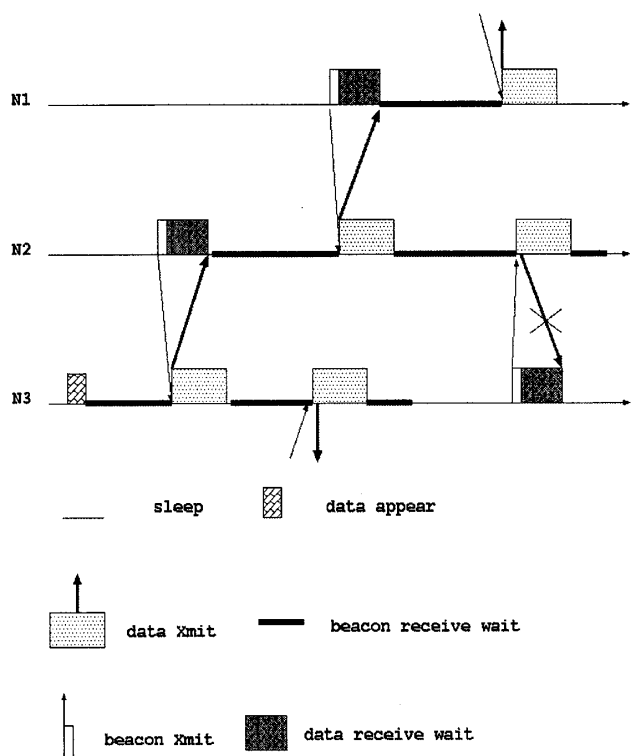 N1
N2
N3
sleep
data appear
data Xmit
beacon receive wait
beacon Xmit
data receive wait